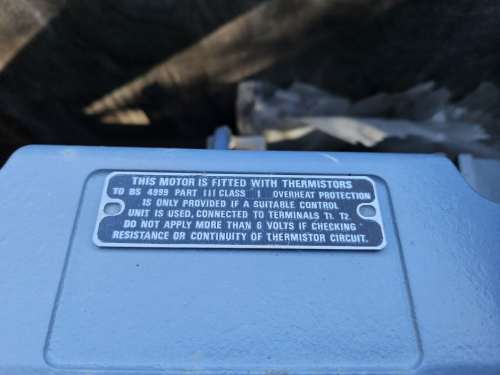 THIS MOTOR IS FITTED WITH THERMISTORS
TO BS 4999 PART III CLASS I OVERHEAT PROTECTION
IS ONLY PROVIDED IF A SUITABLE CONTROL
UNIT IS USED, CONNECTED TO TERMINALS T1. T2.
DO NOT APPLY MORE THAN 6 VOLTS IF CHECKING
RESISTANCE OR CONTINUITY OF THERMISTOR CIRCUIT.